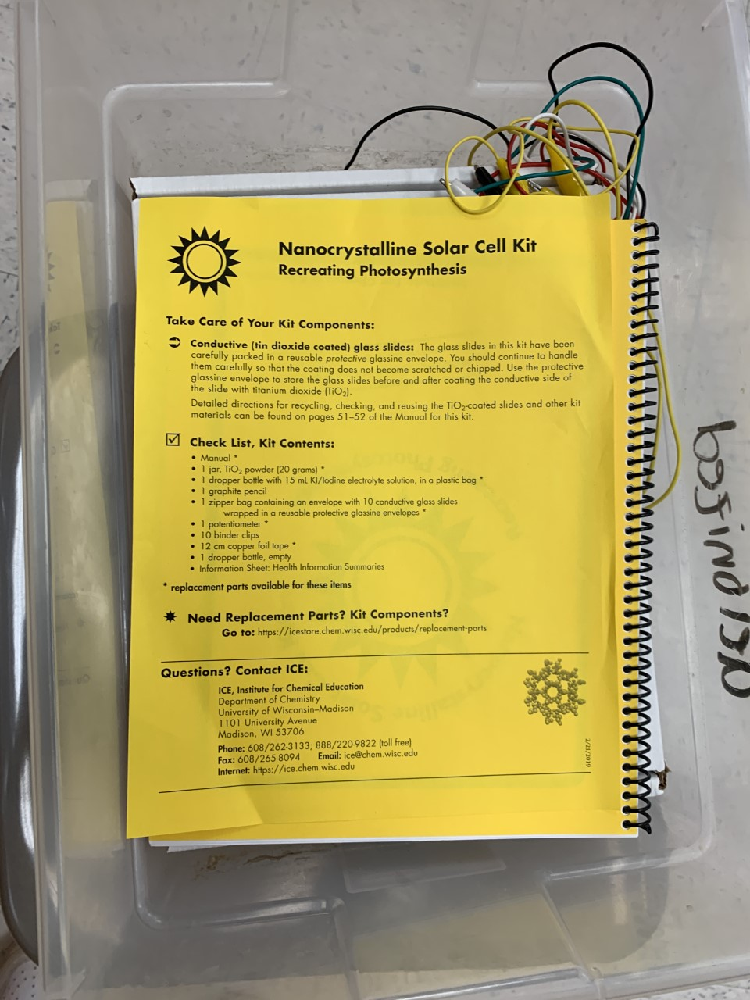 Nanocrystalline Solar Cell Kit
Recreating Photosynthesis
Take Care of Your Kit Components:
➲ Conductive (tin dioxide coated) glass slides: The glass slides in this kit have been
carefully packed in a reusable protective glassine envelope. You should continue to handle
them carefully so that the coating does not become scratched or chipped. Use the protective
glassine envelope to store the glass slides before and after coating the conductive side of
the slide with titanium dioxide (TiO₂).
Detailed directions for recycling, checking, and reusing the TiO₂-coated slides and other kit
materials can be found on pages 51–52 of the Manual for this kit.
☑ Check List, Kit Contents:
• Manual *
• 1 jar, TiO₂ powder (20 grams) *
• 1 dropper bottle with 15 mL KI/Iodine electrolyte solution, in a plastic bag *
• 1 graphite pencil
• 1 zipper bag containing an envelope with 10 conductive glass slides
wrapped in a reusable protective glassine envelopes *
• 1 potentiometer *
• 10 binder clips
• 12 cm copper foil tape *
• 1 dropper bottle, empty
• Information Sheet: Health Information Summaries
* replacement parts available for these items
✷ Need Replacement Parts? Kit Components?
Go to: https://icestore.chem.wisc.edu/products/replacement-parts
Questions? Contact ICE:
ICE, Institute for Chemical Education
Department of Chemistry
University of Wisconsin–Madison
1101 University Avenue
Madison, WI 53706
Phone: 608/262-3133; 888/220-9822 (toll free)
Fax: 608/265-8094 Email: ice@chem.wisc.edu
Internet: https://ice.chem.wisc.edu
2/21/2019